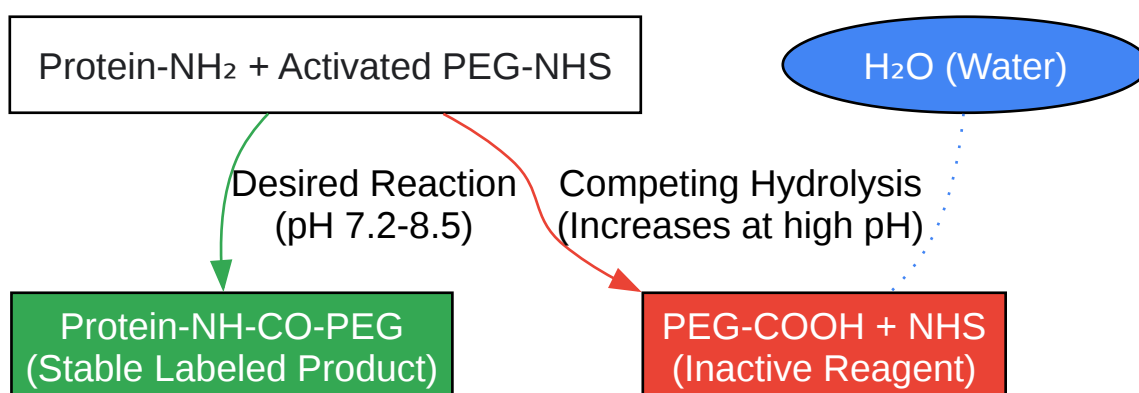 Protein-NH₂ + Activated PEG-NHS
H₂O (Water)
Desired Reaction
(pH 7.2-8.5)
Competing Hydrolysis
(Increases at high pH)
Protein-NH-CO-PEG
(Stable Labeled Product)
PEG-COOH + NHS
(Inactive Reagent)